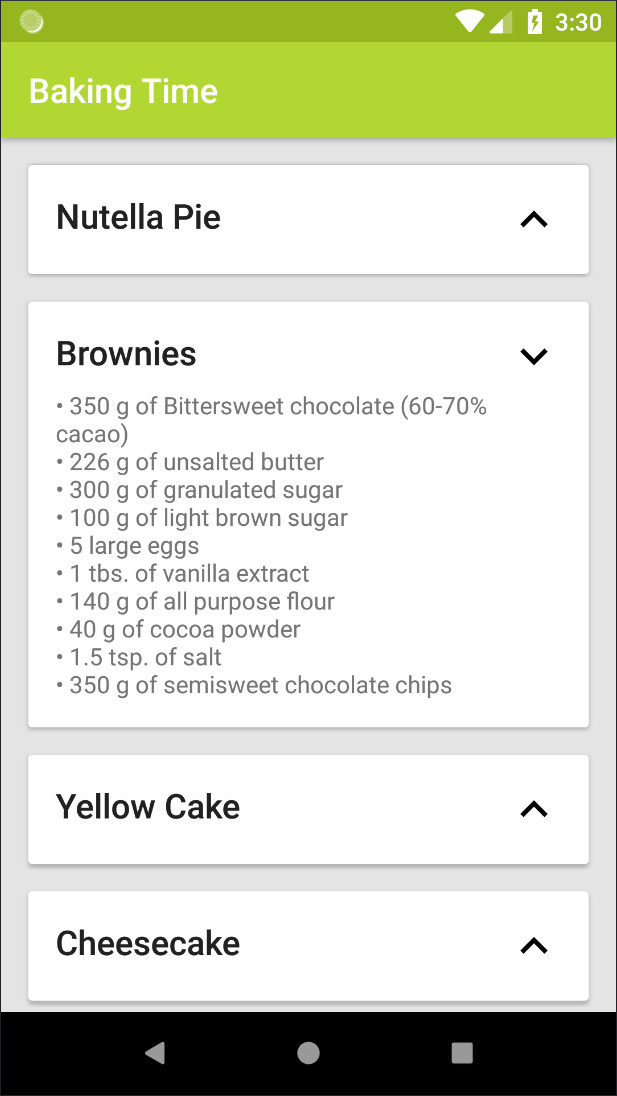 3:30
Baking Time
Nutella Pie
Brownies
• 350 g of Bittersweet chocolate (60-70%
cacao)
• 226 g of unsalted butter
• 300 g of granulated sugar
• 100 g of light brown sugar
• 5 large eggs
• 1 tbs. of vanilla extract
• 140 g of all purpose flour
• 40 g of cocoa powder
• 1.5 tsp. of salt
• 350 g of semisweet chocolate chips
Yellow Cake
Cheesecake